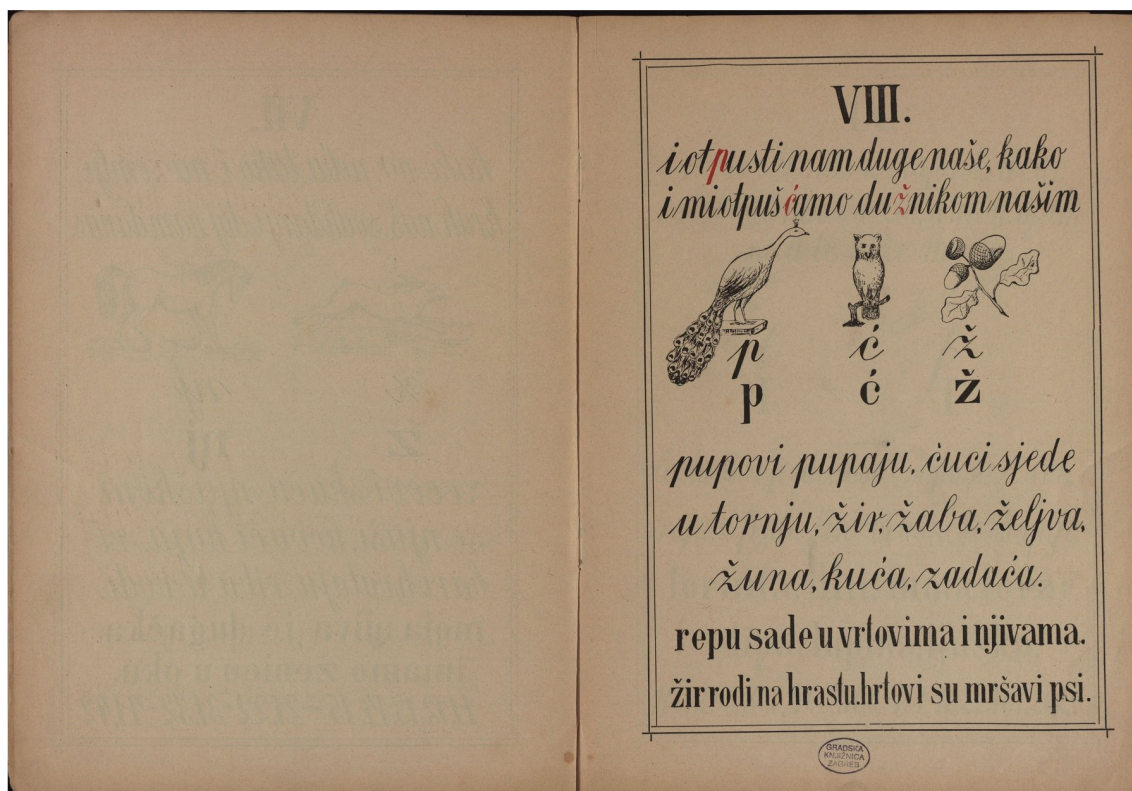 VIII.
i otpusti nam duge naše, kako
i mi otpušćamo dužnikom našim
p ć ž
p ć ž
pupovi pupaju, ćuci sjede
u tornju, žir, žaba, željva,
žuna, kuća, zadaća.
repu sade u vrtovima i njivama.
žir rodi na hrastu. hrtovi su mršavi psi.
GRADSKA
KNJIŽNICA
ZAGREB